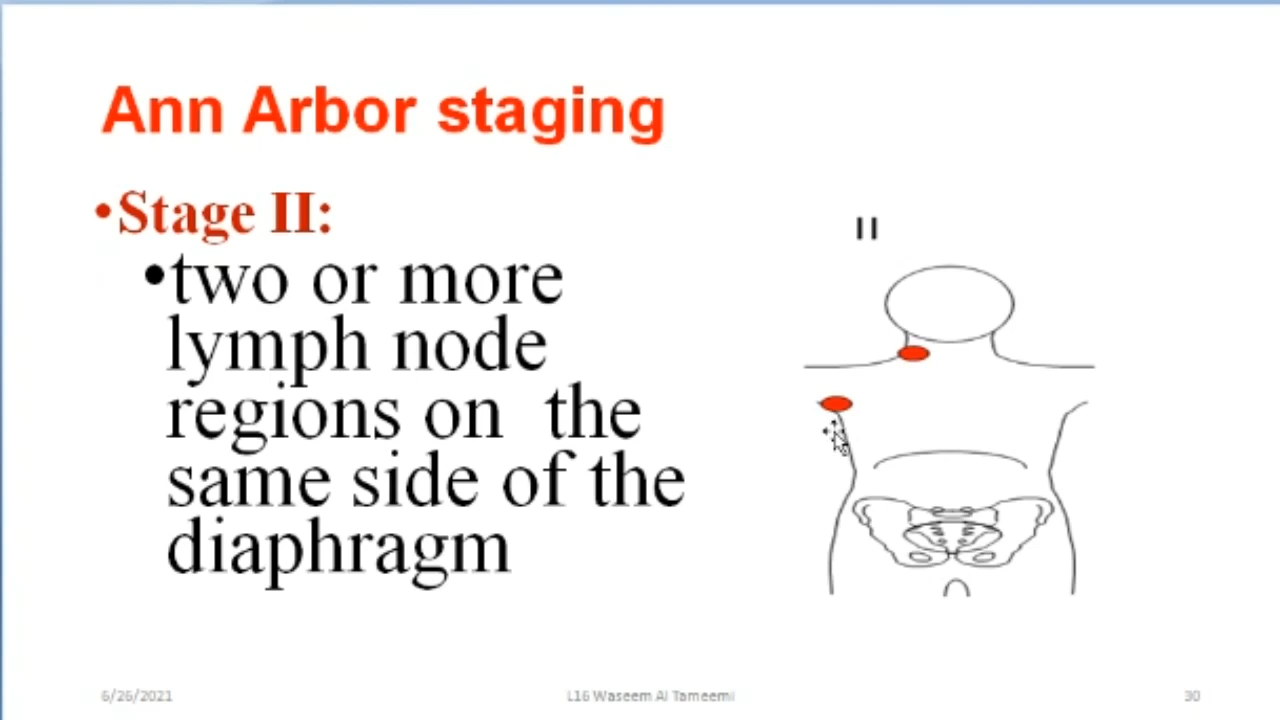 Ann Arbor staging
•Stage II:
•two or more
lymph node
regions on the
same side of the
diaphragm
II
6/26/2021
L16 Waseem Al Tameemi
30